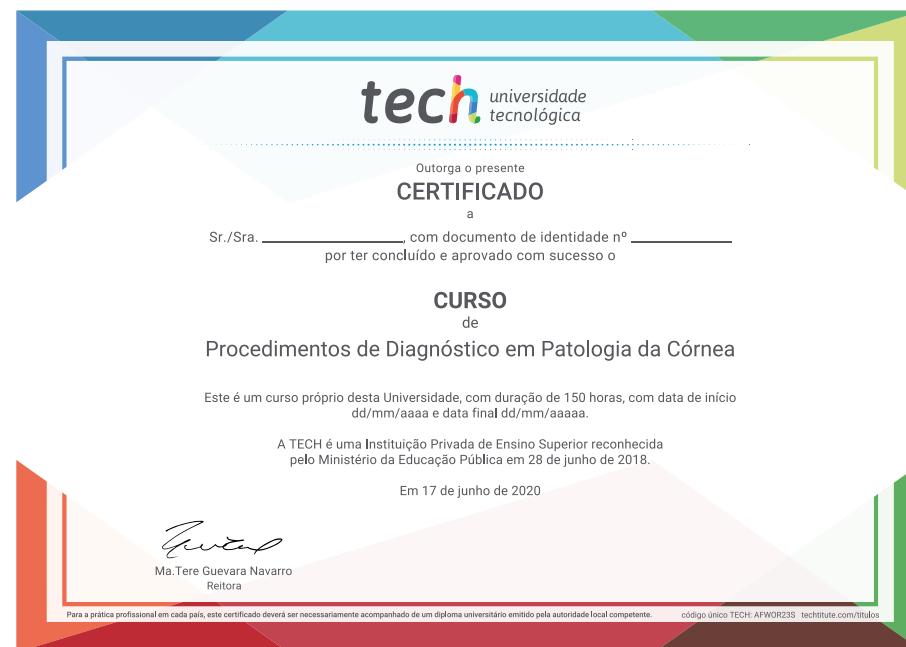 tech universidade
tecnológica
Outorga o presente
CERTIFICADO
a
Sr./Sra. ____________________, com documento de identidade nº ______________
por ter concluído e aprovado com sucesso o
CURSO
de
Procedimentos de Diagnóstico em Patologia da Córnea
Este é um curso próprio desta Universidade, com duração de 150 horas, com data de início
dd/mm/aaaa e data final dd/mm/aaaaa.
A TECH é uma Instituição Privada de Ensino Superior reconhecida
pelo Ministério da Educação Pública em 28 de junho de 2018.
Em 17 de junho de 2020
Ma.Tere Guevara Navarro
Reitora
Para a prática profissional em cada país, este certificado deverá ser necessariamente acompanhado de um diploma universitário emitido pela autoridade local competente. código único TECH: AFWOR23S techtitute.com/titulos